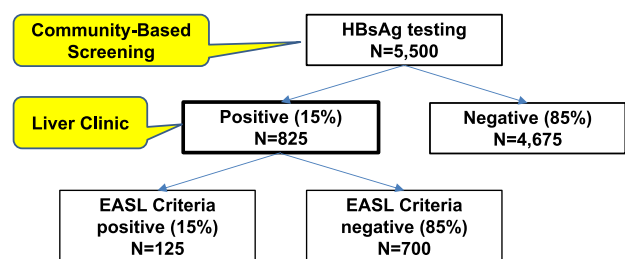 Community-Based
Screening
HBsAg testing
N=5,500
Liver Clinic
Positive (15%)
N=825
Negative (85%)
N=4,675
EASL Criteria
positive (15%)
N=125
EASL Criteria
negative (85%)
N=700